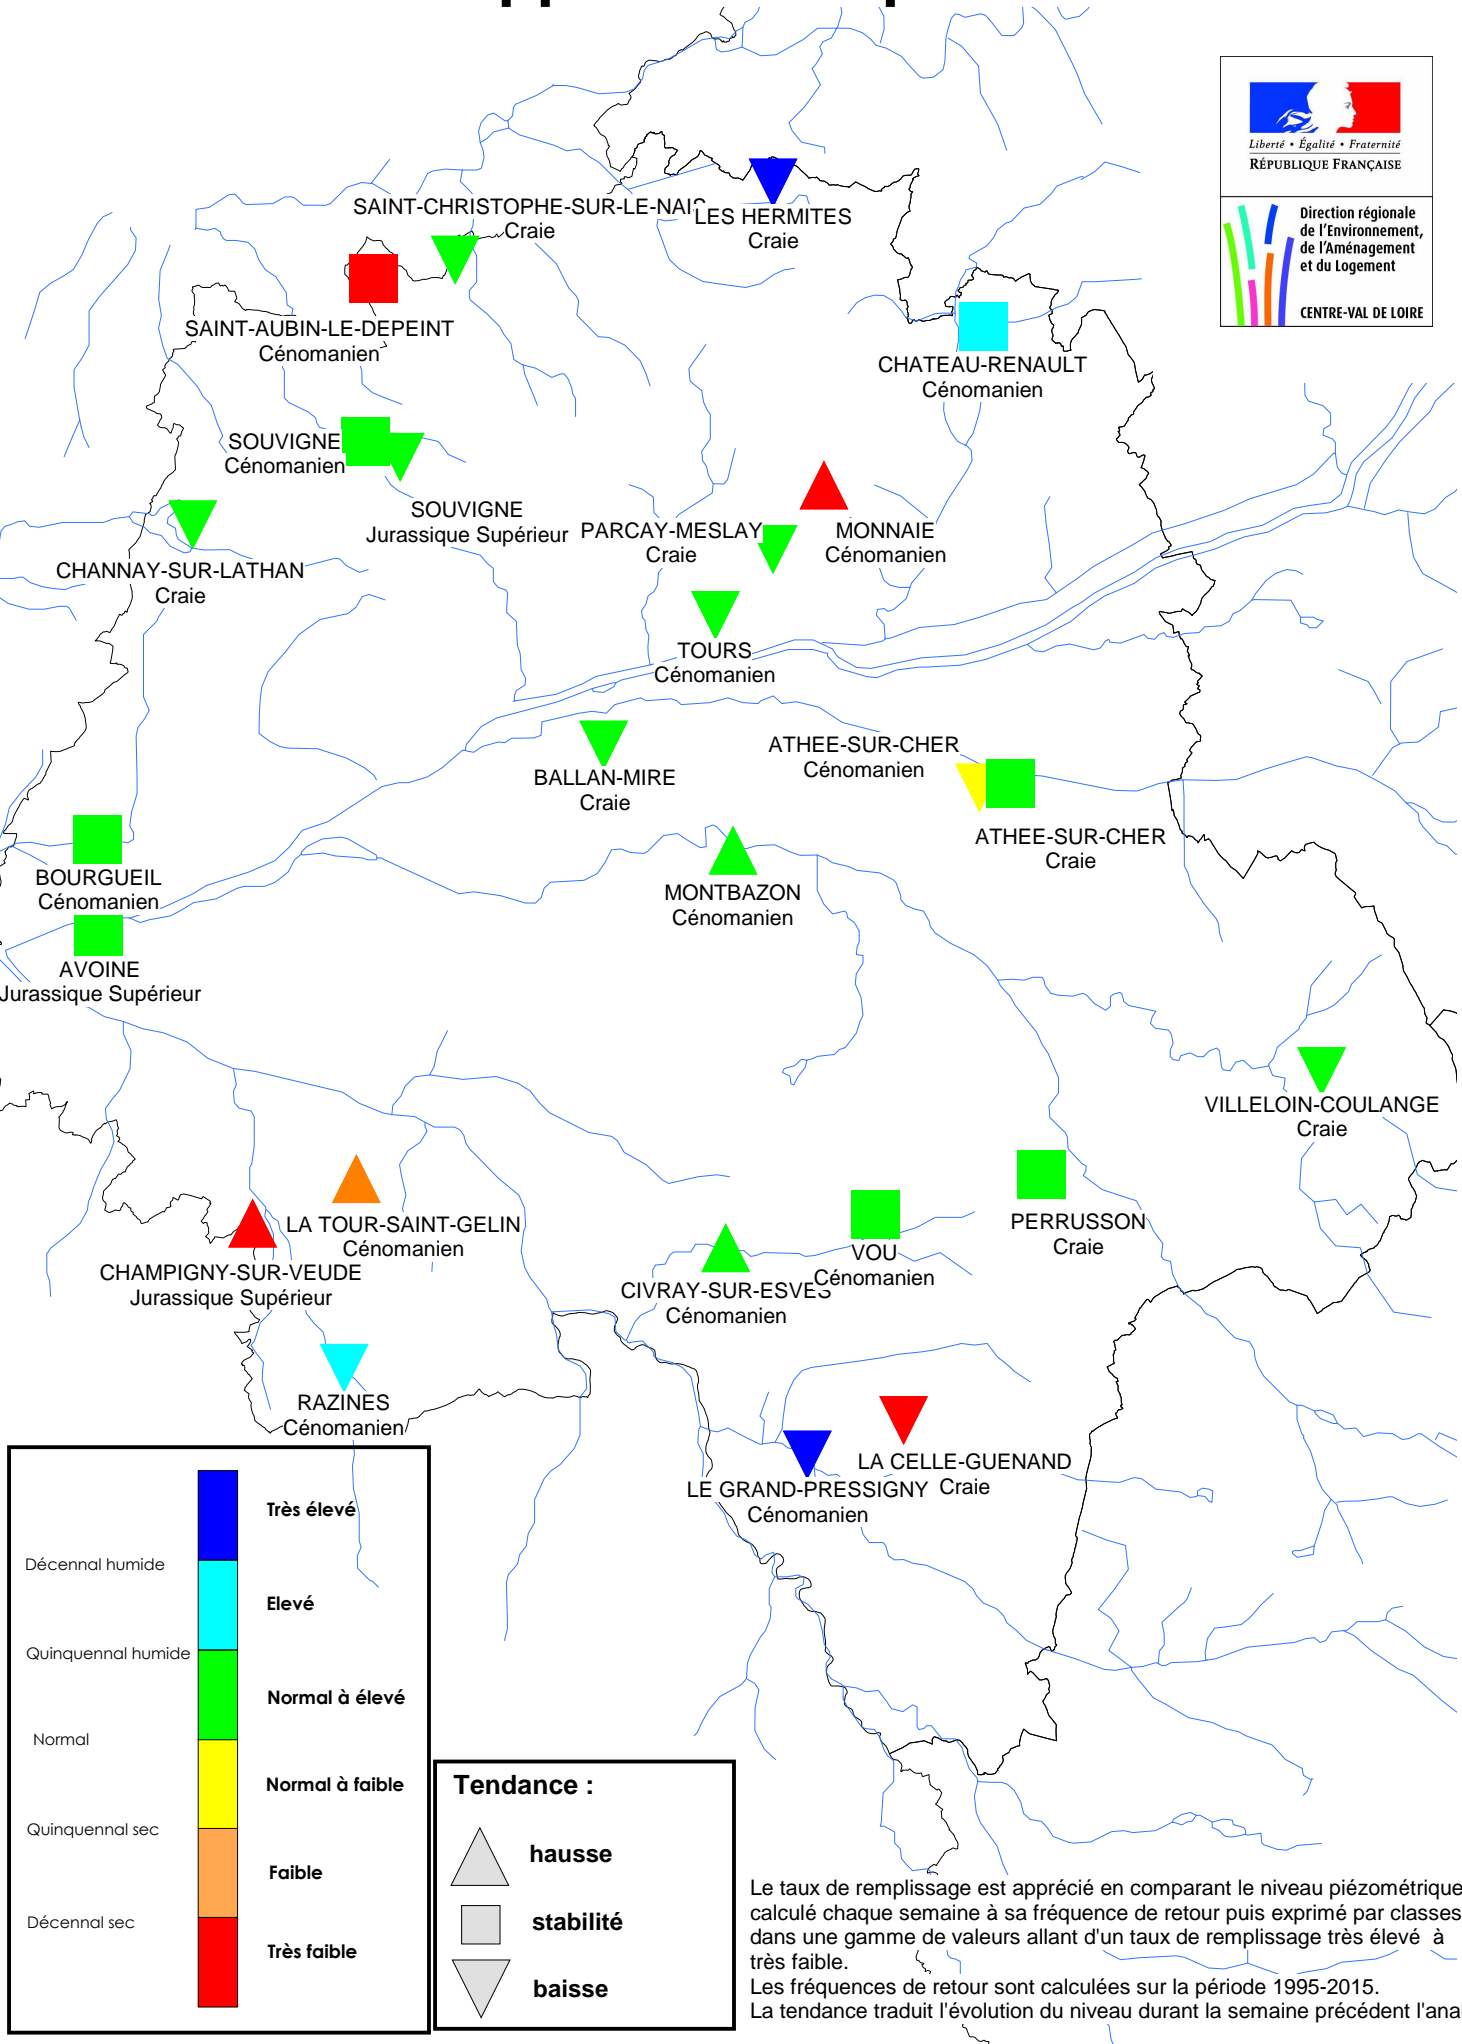 Liberté • Égalité • Fraternité
RÉPUBLIQUE FRANÇAISE
Direction régionale
de l'Environnement,
de l'Aménagement
et du Logement
CENTRE-VAL DE LOIRE
SAINT-CHRISTOPHE-SUR-LE-NAIS
Craie
LES HERMITES
Craie
SAINT-AUBIN-LE-DEPEINT
Cénomanien
CHATEAU-RENAULT
Cénomanien
SOUVIGNE
Cénomanien
SOUVIGNE
Jurassique Supérieur
PARCAY-MESLAY
Craie
MONNAIE
Cénomanien
CHANNAY-SUR-LATHAN
Craie
TOURS
Cénomanien
ATHEE-SUR-CHER
Cénomanien
BALLAN-MIRE
Craie
ATHEE-SUR-CHER
Craie
BOURGUEIL
Cénomanien
MONTBAZON
Cénomanien
AVOINE
Jurassique Supérieur
VILLELOIN-COULANGE
Craie
LA TOUR-SAINT-GELIN
Cénomanien
PERRUSSON
Craie
VOU
Cénomanien
CHAMPIGNY-SUR-VEUDE
Jurassique Supérieur
CIVRAY-SUR-ESVES
Cénomanien
RAZINES
Cénomanien
LA CELLE-GUENAND
Craie
LE GRAND-PRESSIGNY
Cénomanien
Très élevé
Décennal humide
Elevé
Quinquennal humide
Normal à élevé
Normal
Normal à faible
Quinquennal sec
Faible
Décennal sec
Très faible
Tendance :
hausse
stabilité
baisse
Le taux de remplissage est apprécié en comparant le niveau piézométrique
calculé chaque semaine à sa fréquence de retour puis exprimé par classes
dans une gamme de valeurs allant d'un taux de remplissage très élevé à
très faible.
Les fréquences de retour sont calculées sur la période 1995-2015.
La tendance traduit l'évolution du niveau durant la semaine précédent l'anal